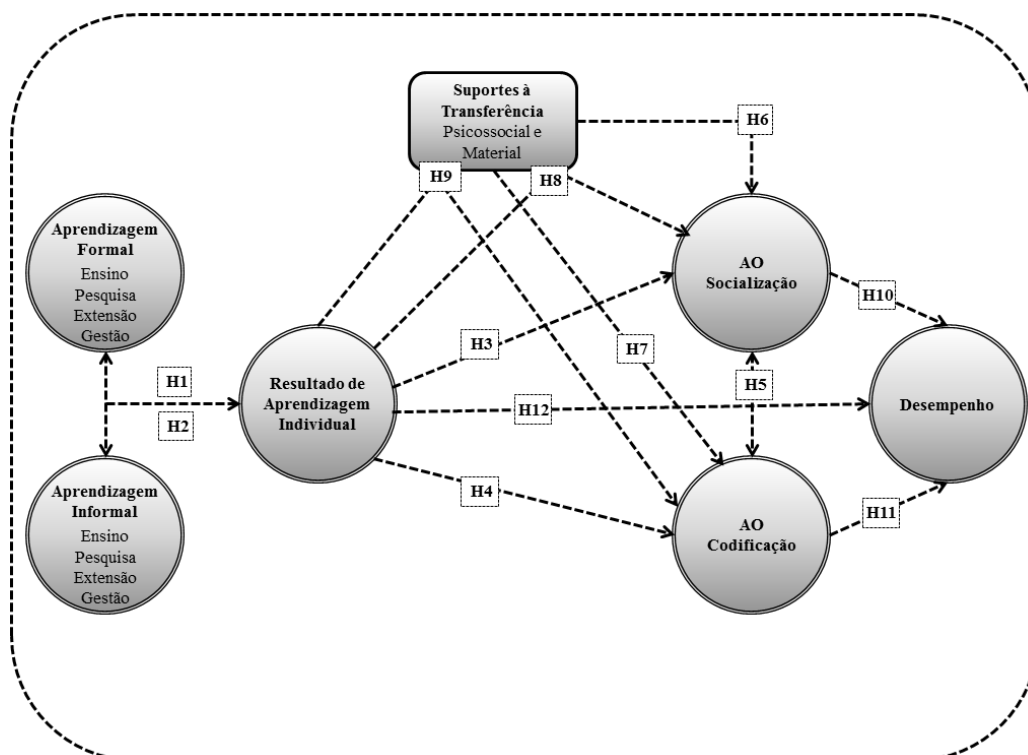 Suportes à
Transferência
Psicossocial e
Material
H6
H9
H8
Aprendizagem
Formal
Ensino
Pesquisa
Extensão
Gestão
AO
Socialização
H10
H3
H7
H1
H2
Resultado de
Aprendizagem
Individual
H5
H12
Desempenho
H4
Aprendizagem
Informal
Ensino
Pesquisa
Extensão
Gestão
AO
Codificação
H11